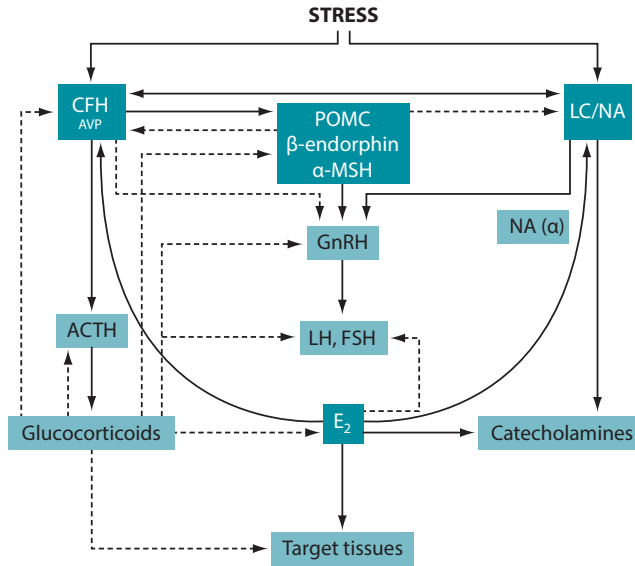 STRESS
CFH
AVP
POMC
β-endorphin
α-MSH
LC/NA
NA (α)
GnRH
ACTH
LH, FSH
Glucocorticoids
E₂
Catecholamines
Target tissues